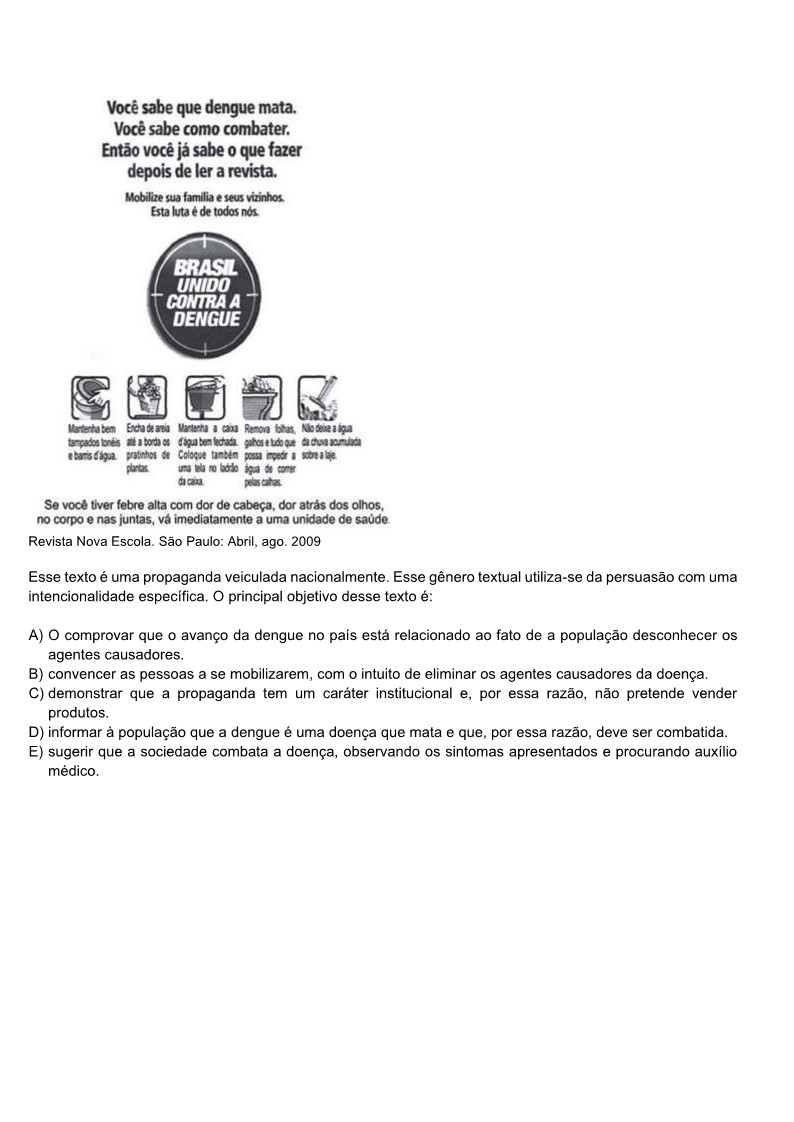 Você sabe que dengue mata.
Você sabe como combater.
Então você já sabe o que fazer
depois de ler a revista.
Mobilize sua família e seus vizinhos.
Esta luta é de todos nós.
BRASIL
UNIDO
CONTRA A
DENGUE
Mantenha bem
tampados tonéis
e barris d'água.
Encha de areia
até a borda os
pratinhos de
plantas.
Mantenha a caixa
d'água bem fechada.
Coloque também
uma tela no ladrão
da caixa.
Remova folhas,
galhos e tudo que
possa impedir a
água de correr
pelas calhas.
Não deixe a água
da chuva acumulada
sobre a laje.
Se você tiver febre alta com dor de cabeça, dor atrás dos olhos,
no corpo e nas juntas, vá imediatamente a uma unidade de saúde.
Revista Nova Escola. São Paulo: Abril, ago. 2009
Esse texto é uma propaganda veiculada nacionalmente. Esse gênero textual utiliza-se da persuasão com uma
intencionalidade específica. O principal objetivo desse texto é:
A) O comprovar que o avanço da dengue no país está relacionado ao fato de a população desconhecer os
agentes causadores.
B) convencer as pessoas a se mobilizarem, com o intuito de eliminar os agentes causadores da doença.
C) demonstrar que a propaganda tem um caráter institucional e, por essa razão, não pretende vender
produtos.
D) informar à população que a dengue é uma doença que mata e que, por essa razão, deve ser combatida.
E) sugerir que a sociedade combata a doença, observando os sintomas apresentados e procurando auxílio
médico.